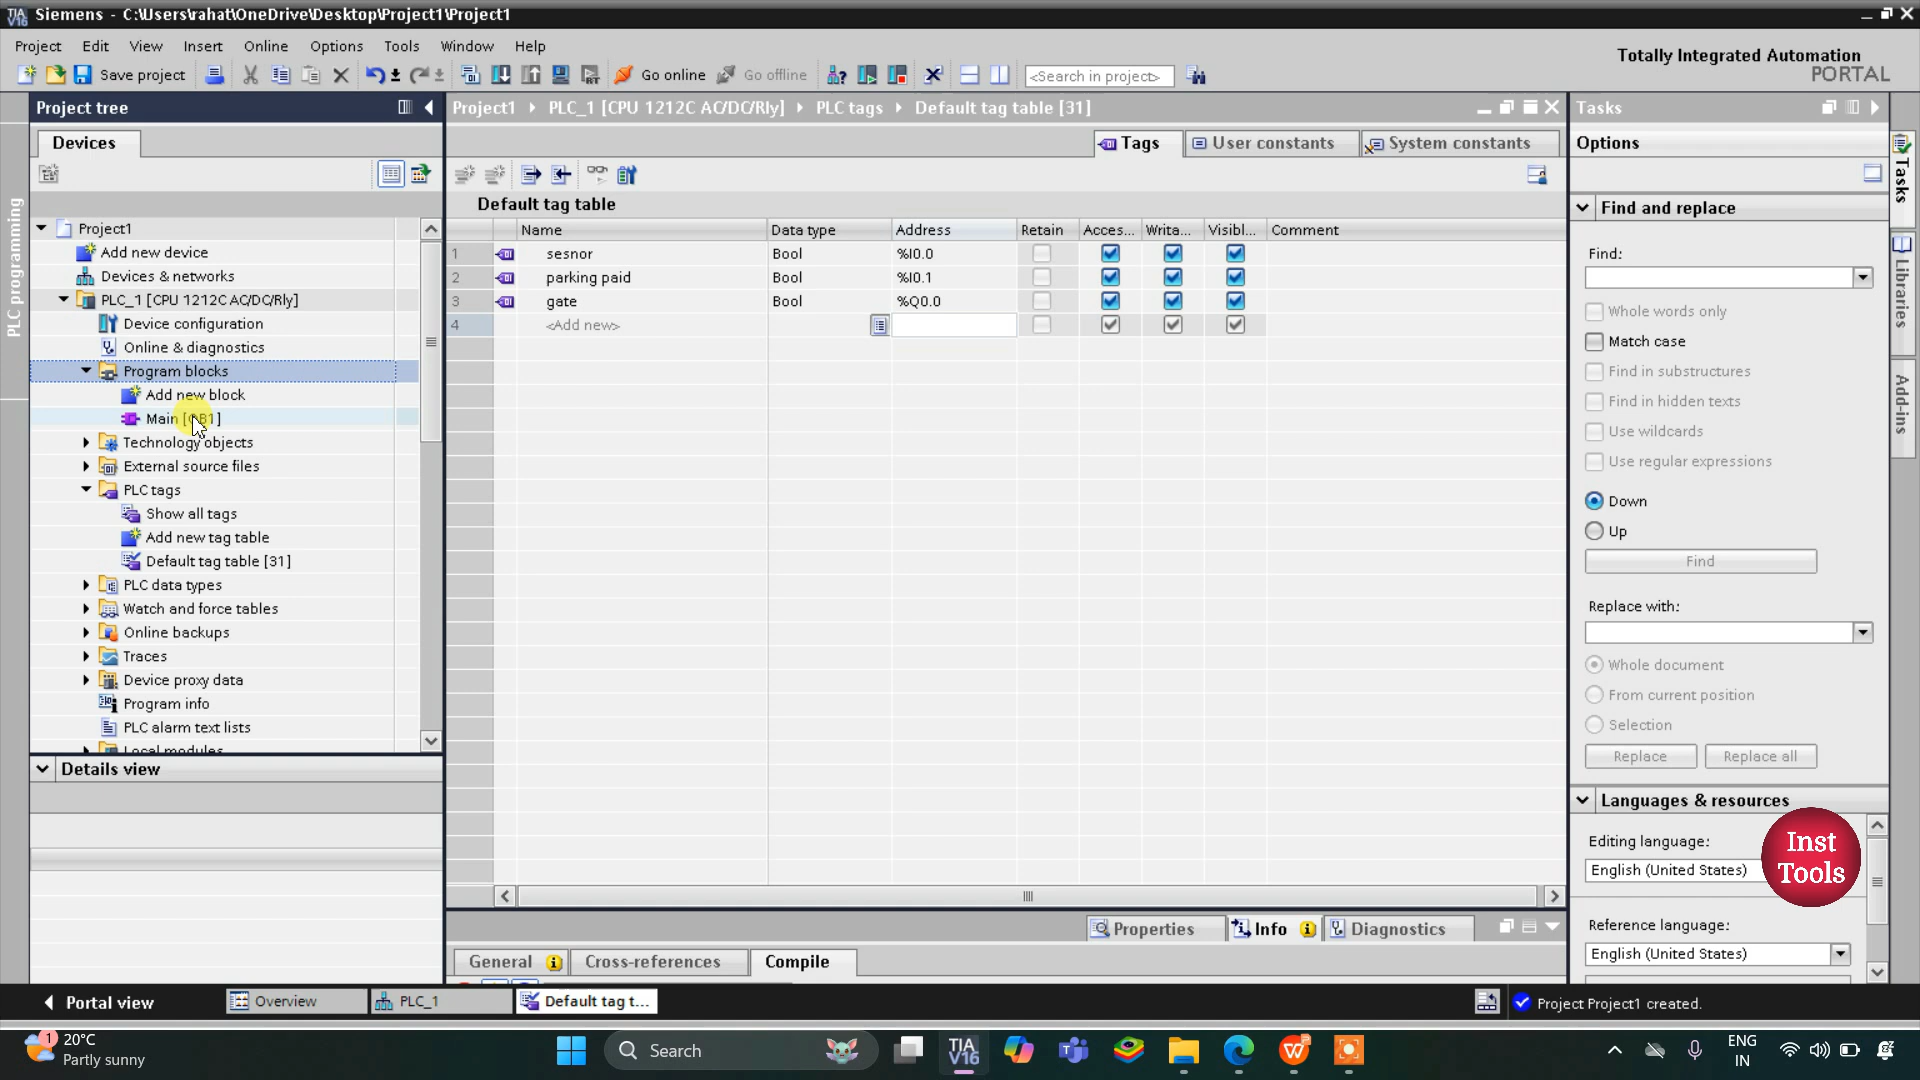 Siemens - C:\Users\rahat\OneDrive\Desktop\Project1\Project1
Project Edit View Insert Online Options Tools Window Help
Totally Integrated Automation
PORTAL
Save project
Go online
Go offline
<Search in project>
Project tree
Project1 PLC_1 [CPU 1212C AC/DC/Rly] PLC tags Default tag table [31]
Tasks
Devices
Tags
User constants
System constants
Options
PLC programming
Tasks
Libraries
Add-ins
Default tag table
Name Data type Address Retain Acces... Writa... Visibl... Comment
1 sesnor Bool %I0.0
2 parking paid Bool %I0.1
3 gate Bool %Q0.0
4 <Add new>
Project1
Add new device
Devices & networks
PLC_1 [CPU 1212C AC/DC/Rly]
Device configuration
Online & diagnostics
Program blocks
Add new block
Main [OB1]
Technology objects
External source files
PLC tags
Show all tags
Add new tag table
Default tag table [31]
PLC data types
Watch and force tables
Online backups
Traces
Device proxy data
Program info
PLC alarm text lists
Local modules
Details view
Find and replace
Find:
Whole words only
Match case
Find in substructures
Find in hidden texts
Use wildcards
Use regular expressions
Down
Up
Find
Replace with:
Whole document
From current position
Selection
Replace
Replace all
Languages & resources
Editing language:
English (United States)
Reference language:
English (United States)
Inst
Tools
Properties
Info
Diagnostics
General
Cross-references
Compile
Portal view
Overview
PLC_1
Default tag t...
Project Project1 created.
1
20°C
Partly sunny
Search
TIA
V16
ENG
IN